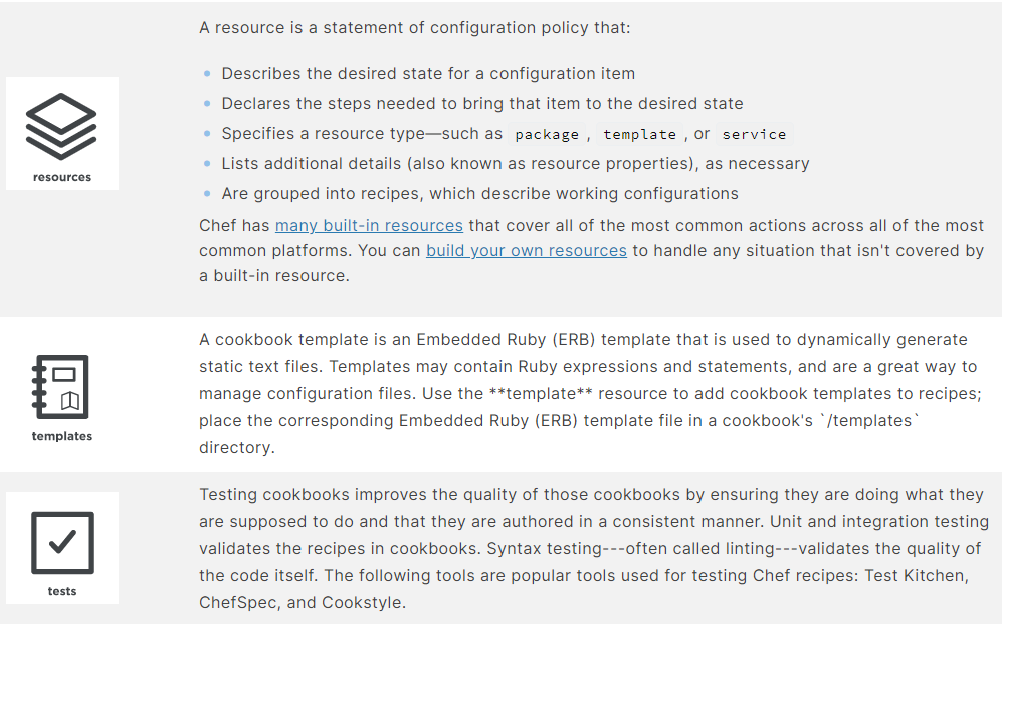 A resource is a statement of configuration policy that:
Describes the desired state for a configuration item
Declares the steps needed to bring that item to the desired state
Specifies a resource type—such as package, template, or service
Lists additional details (also known as resource properties), as necessary
Are grouped into recipes, which describe working configurations
resources
Chef has many built-in resources that cover all of the most common actions across all of the most
common platforms. You can build your own resources to handle any situation that isn't covered by
a built-in resource.
A cookbook template is an Embedded Ruby (ERB) template that is used to dynamically generate
static text files. Templates may contain Ruby expressions and statements, and are a great way to
manage configuration files. Use the **template** resource to add cookbook templates to recipes;
place the corresponding Embedded Ruby (ERB) template file in a cookbook's `/templates`
directory.
templates
Testing cookbooks improves the quality of those cookbooks by ensuring they are doing what they
are supposed to do and that they are authored in a consistent manner. Unit and integration testing
validates the recipes in cookbooks. Syntax testing---often called linting---validates the quality of
the code itself. The following tools are popular tools used for testing Chef recipes: Test Kitchen,
ChefSpec, and Cookstyle.
tests